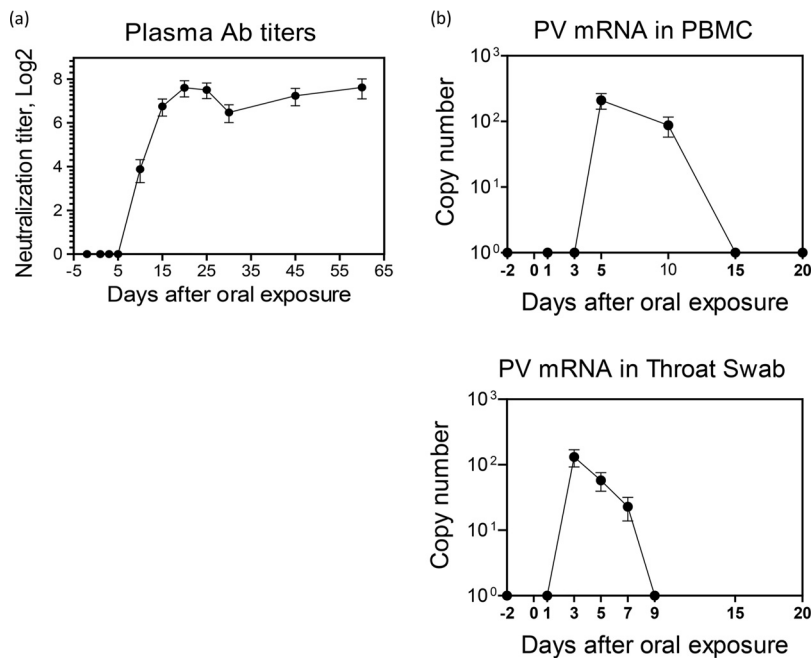 (a)
Plasma Ab titers
Neutralization titer, Log2
8
6
4
2
0
-5 5 15 25 35 45 55 65
Days after oral exposure
(b)
PV mRNA in PBMC
Copy number
10³
10²
10¹
10⁰
-2 0 1 3 5 10 15 20
Days after oral exposure
PV mRNA in Throat Swab
Copy number
10³
10²
10¹
10⁰
-2 0 1 3 5 7 9 15 20
Days after oral exposure